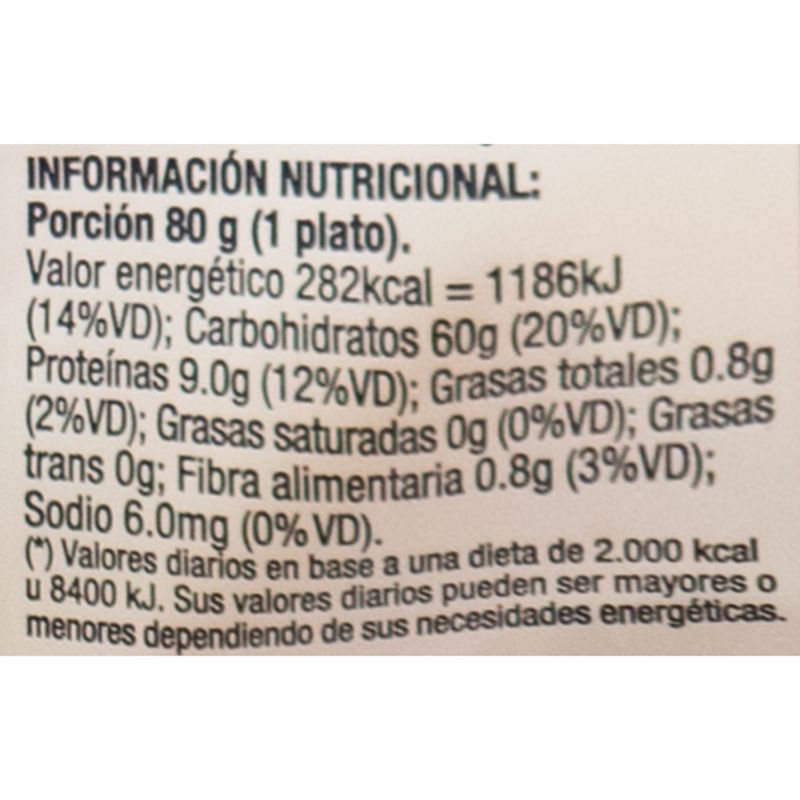 INFORMACIÓN NUTRICIONAL:
Porción 80 g (1 plato).
Valor energético 282kcal = 1186kJ
(14%VD); Carbohidratos 60g (20%VD);
Proteínas 9.0g (12%VD); Grasas totales 0.8g
(2%VD); Grasas saturadas 0g (0%VD); Grasas
trans 0g; Fibra alimentaria 0.8g (3%VD);
Sodio 6.0mg (0% VD).
(*) Valores diarios en base a una dieta de 2.000 kcal
u 8400 kJ. Sus valores diarios pueden ser mayores o
menores dependiendo de sus necesidades energéticas.